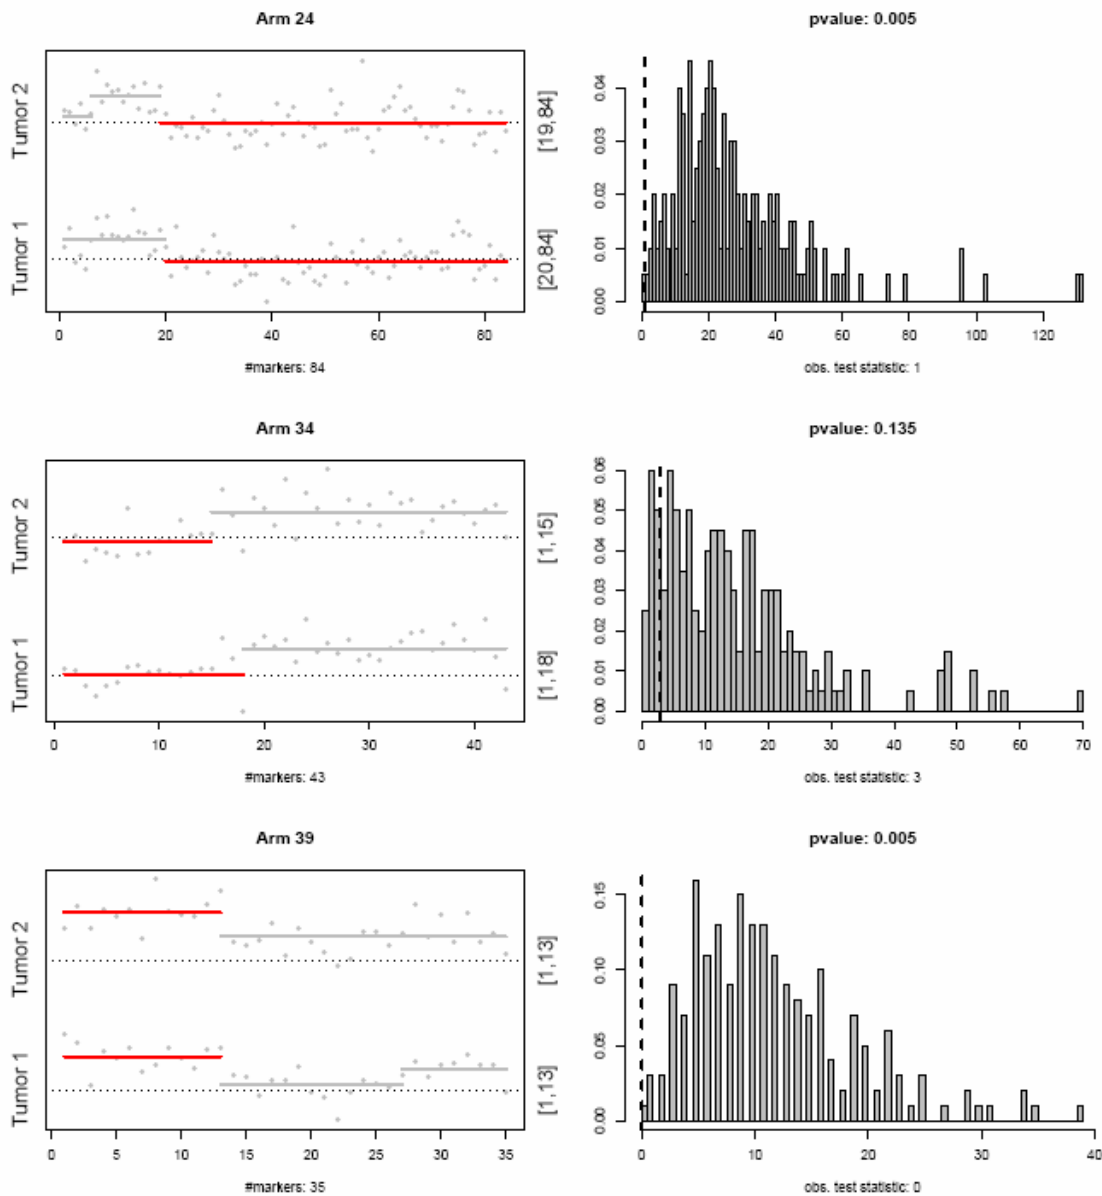 Arm 24
pvalue: 0.005
Tumor 2
Tumor 1
[19,84]
[20,84]
0 20 40 60 80
#markers: 84
0.04
0.03
0.02
0.01
0.00
0 20 40 60 80 100 120
obs. test statistic: 1
Arm 34
pvalue: 0.135
Tumor 2
Tumor 1
[1,15]
[1,18]
0 10 20 30 40
#markers: 43
0.06
0.05
0.04
0.03
0.02
0.01
0.00
0 10 20 30 40 50 60 70
obs. test statistic: 3
Arm 39
pvalue: 0.005
Tumor 2
Tumor 1
[1,13]
[1,13]
0 5 10 15 20 25 30 35
#markers: 35
0.15
0.10
0.05
0.00
0 10 20 30 40
obs. test statistic: 0